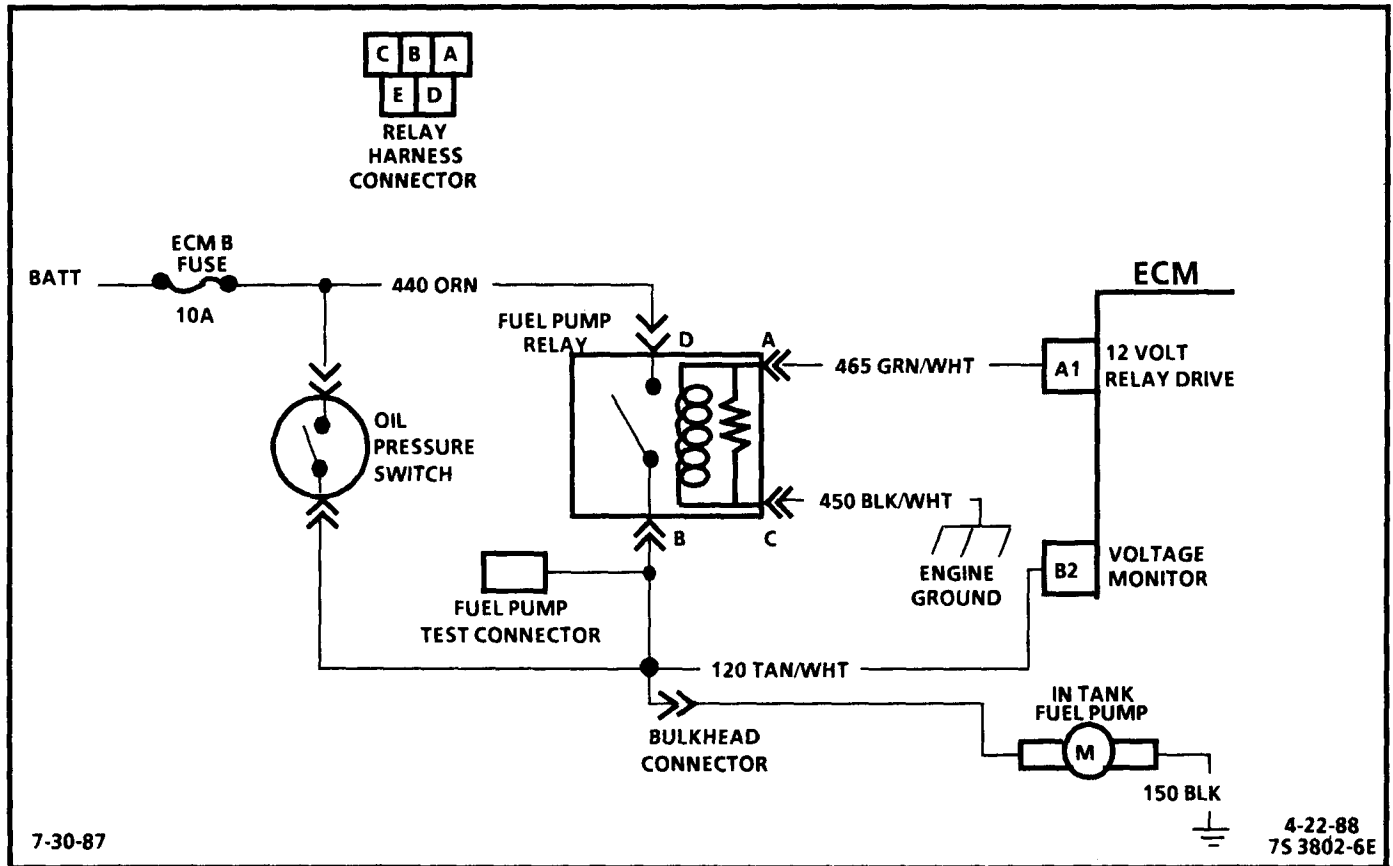 C B A
E D
RELAY
HARNESS
CONNECTOR
ECM B
FUSE
BATT
10A
440 ORN
FUEL PUMP
RELAY
D
A
465 GRN/WHT
ECM
A1
12 VOLT
RELAY DRIVE
OIL
PRESSURE
SWITCH
450 BLK/WHT
B
C
ENGINE
GROUND
B2
VOLTAGE
MONITOR
FUEL PUMP
TEST CONNECTOR
120 TAN/WHT
BULKHEAD
CONNECTOR
IN TANK
FUEL PUMP
M
150 BLK
7-30-87
4-22-88
7S 3802-6E